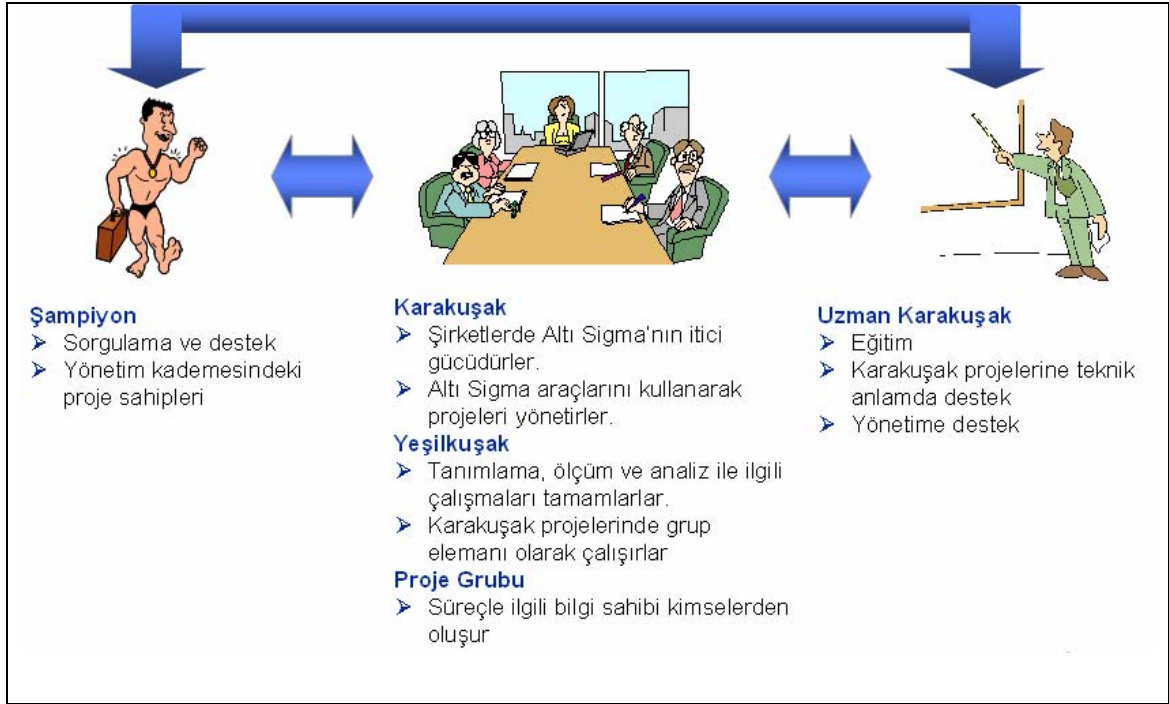 Şampiyon
➢ Sorgulama ve destek
➢ Yönetim kademesindeki
proje sahipleri
Karakuşak
➢ Şirketlerde Altı Sigma'nın itici
gücüdürler.
➢ Altı Sigma araçlarını kullanarak
projeleri yönetirler.
Yeşilkuşak
➢ Tanımlama, ölçüm ve analiz ile ilgili
çalışmaları tamamlarlar.
➢ Karakuşak projelerinde grup
elemanı olarak çalışırlar
Proje Grubu
➢ Süreçle ilgili bilgi sahibi kimselerden
oluşur
Uzman Karakuşak
➢ Eğitim
➢ Karakuşak projelerine teknik
anlamda destek
➢ Yönetime destek